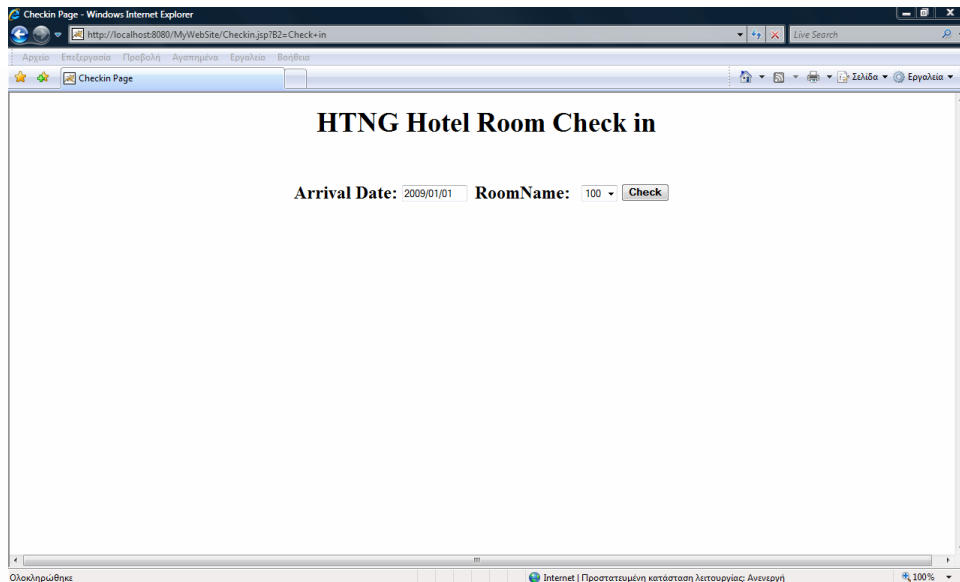 Checkin Page - Windows Internet Explorer
http://localhost:8080/MyWebSite/Checkin.jsp?B2=Check+in
Live Search
Αρχείο Επεξεργασία Προβολή Αγαπημένα Εργαλεία Βοήθεια
Checkin Page
Σελίδα Εργαλεία
HTNG Hotel Room Check in
Arrival Date: 2009/01/01 RoomName: 100 Check
Ολοκληρώθηκε
Internet | Προστατευμένη κατάσταση λειτουργίας: Ανενεργή
100%